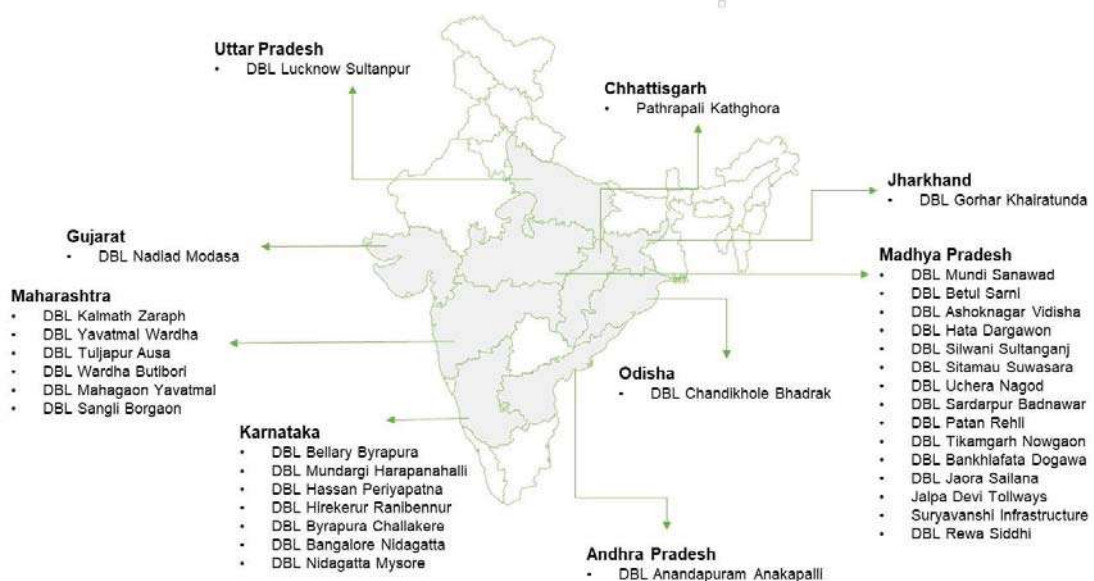 Uttar Pradesh
• DBL Lucknow Sultanpur
Chhattisgarh
• Pathrapali Kathghora
Jharkhand
• DBL Gorhar Khairatunda
Gujarat
• DBL Nadiad Modasa
Madhya Pradesh
• DBL Mundi Sanawad
• DBL Betul Sarni
• DBL Ashoknagar Vidisha
• DBL Hata Dargawon
• DBL Silwani Sultanganj
• DBL Sitamau Suwasara
• DBL Uchera Nagod
• DBL Sardarpur Badnawar
• DBL Patan Rehli
• DBL Tikamgarh Nowgaon
• DBL Bankhlafata Dogawa
• DBL Jaora Sailana
• Jalpa Devi Tollways
• Suryavanshi Infrastructure
• DBL Rewa Siddhi
Maharashtra
• DBL Kalmath Zaraph
• DBL Yavatmal Wardha
• DBL Tuljapur Ausa
• DBL Wardha Butibori
• DBL Mahagaon Yavatmal
• DBL Sangli Borgaon
Odisha
• DBL Chandikhole Bhadrak
Karnataka
• DBL Bellary Byrapura
• DBL Mundargi Harapanahalli
• DBL Hassan Periyapatna
• DBL Hirekerur Ranibennur
• DBL Byrapura Challakere
• DBL Bangalore Nidagatta
• DBL Nidagatta Mysore
Andhra Pradesh
• DBL Anandapuram Anakapalli